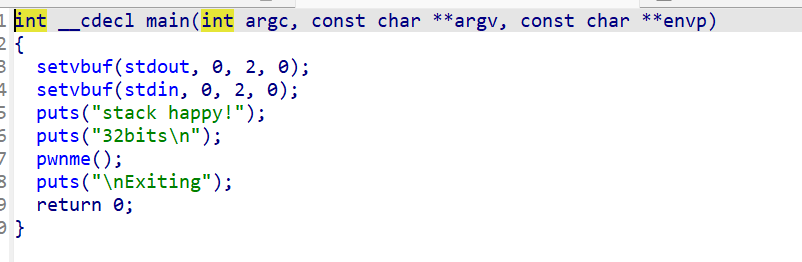 1 int __cdecl main(int argc, const char **argv, const char **envp)
2 {
3   setvbuf(stdout, 0, 2, 0);
4   setvbuf(stdin, 0, 2, 0);
5   puts("stack happy!");
6   puts("32bits\n");
7   pwnme();
8   puts("\nExiting");
9   return 0;
0 }